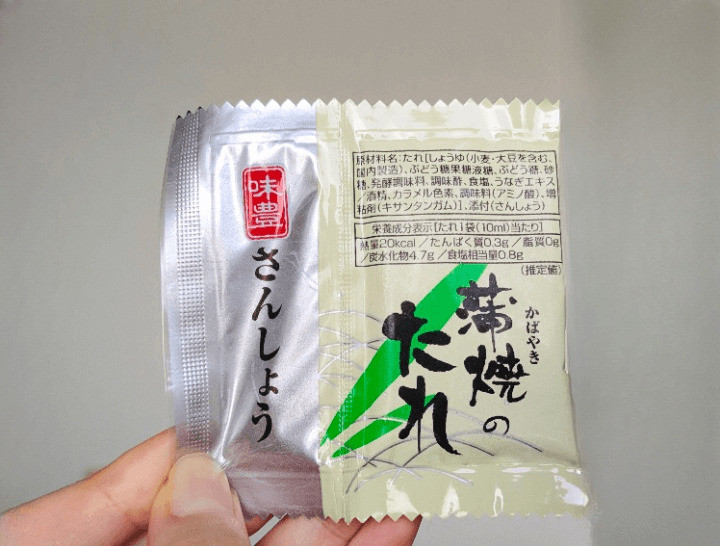 味豊
さんしょう
原材料名:たれ[しょうゆ(小麦・大豆を含む、
国内製造)、ぶどう糖果糖液糖、ぶどう糖、砂
糖、発酵調味料、調味酢、食塩、うなぎエキス
/酒精、カラメル色素、調味料(アミノ酸)、増
粘剤(キサンタンガム)]、添付(さんしょう)
栄養成分表示[たれ1袋(10ml)当たり]
熱量20kcal/たんぱく質0.3g/脂質0g
/炭水化物4.7g/食塩相当量0.8g
(推定値)
かばやき
蒲焼の
たれ